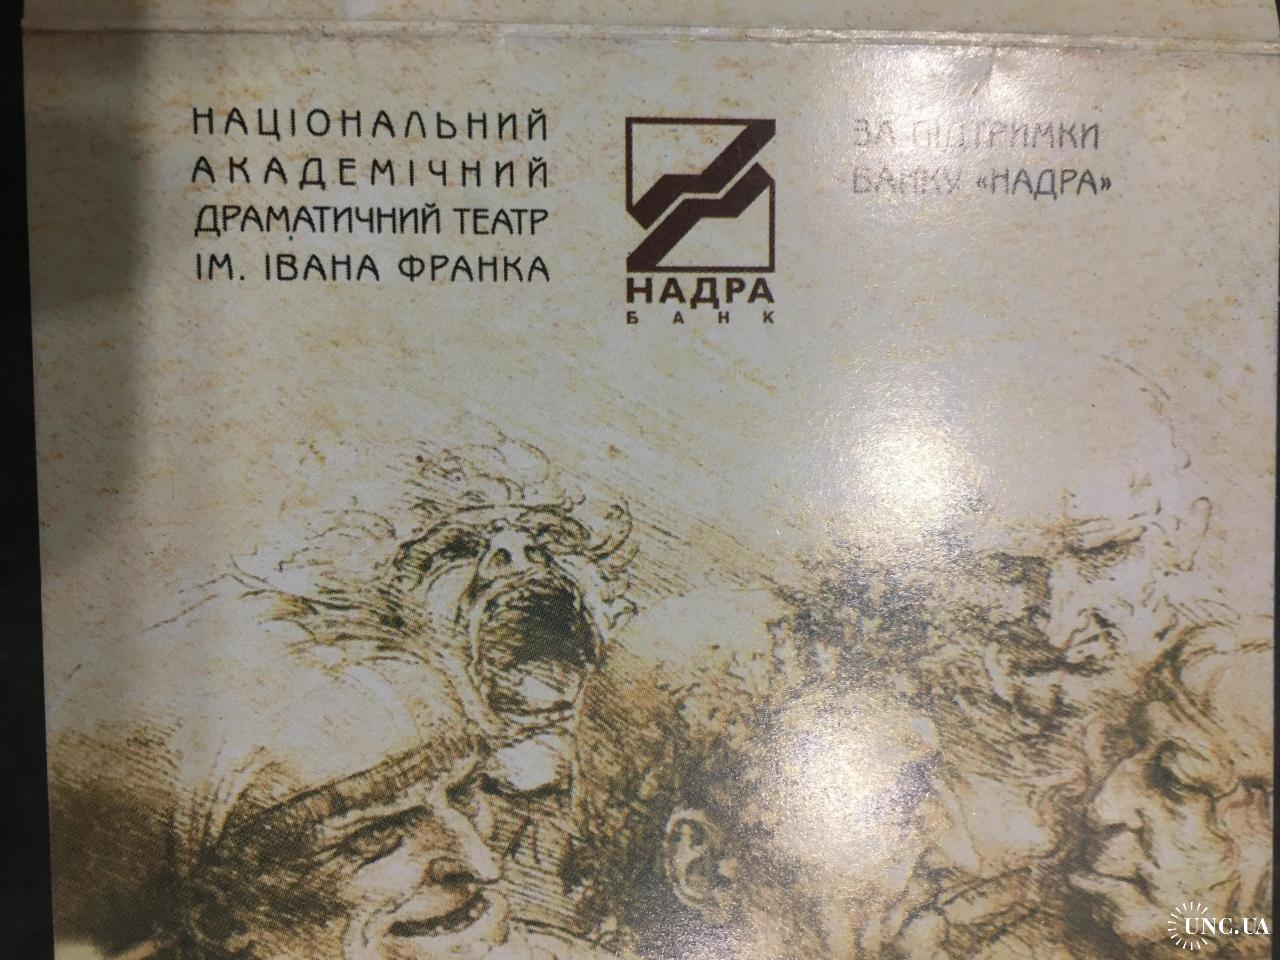 НАЦІОНАЛЬНИЙ
АКАДЕМІЧНИЙ
ДРАМАТИЧНИЙ ТЕАТР
ІМ. ІВАНА ФРАНКА
НАДРА
БАНК
ЗА ПІДТРИМКИ
БАНКУ «НАДРА»
UNC.UA